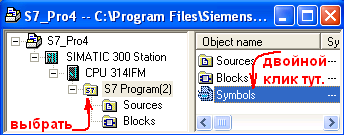 S7_Pro4 -- C:\Program Files\Siemens
S7_Pro4
SIMATIC 300 Station
CPU 314IFM
S7 Program(2)
Sources
Blocks
выбрать
Object name
Sy
Sources
---
Blocks
---
Symbols
---
двойной
клик тут.